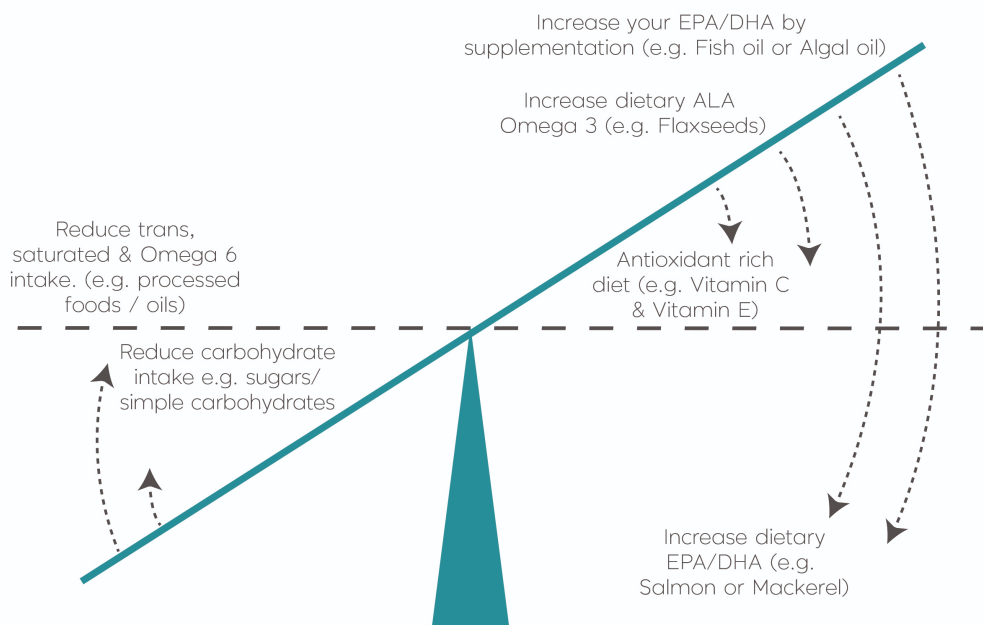 Increase your EPA/DHA by
supplementation (e.g. Fish oil or Algal oil)
Increase dietary ALA
Omega 3 (e.g. Flaxseeds)
Reduce trans,
saturated & Omega 6
intake. (e.g. processed
foods / oils)
Antioxidant rich
diet (e.g. Vitamin C
& Vitamin E)
Reduce carbohydrate
intake e.g. sugars/
simple carbohydrates
Increase dietary
EPA/DHA (e.g.
Salmon or Mackerel)